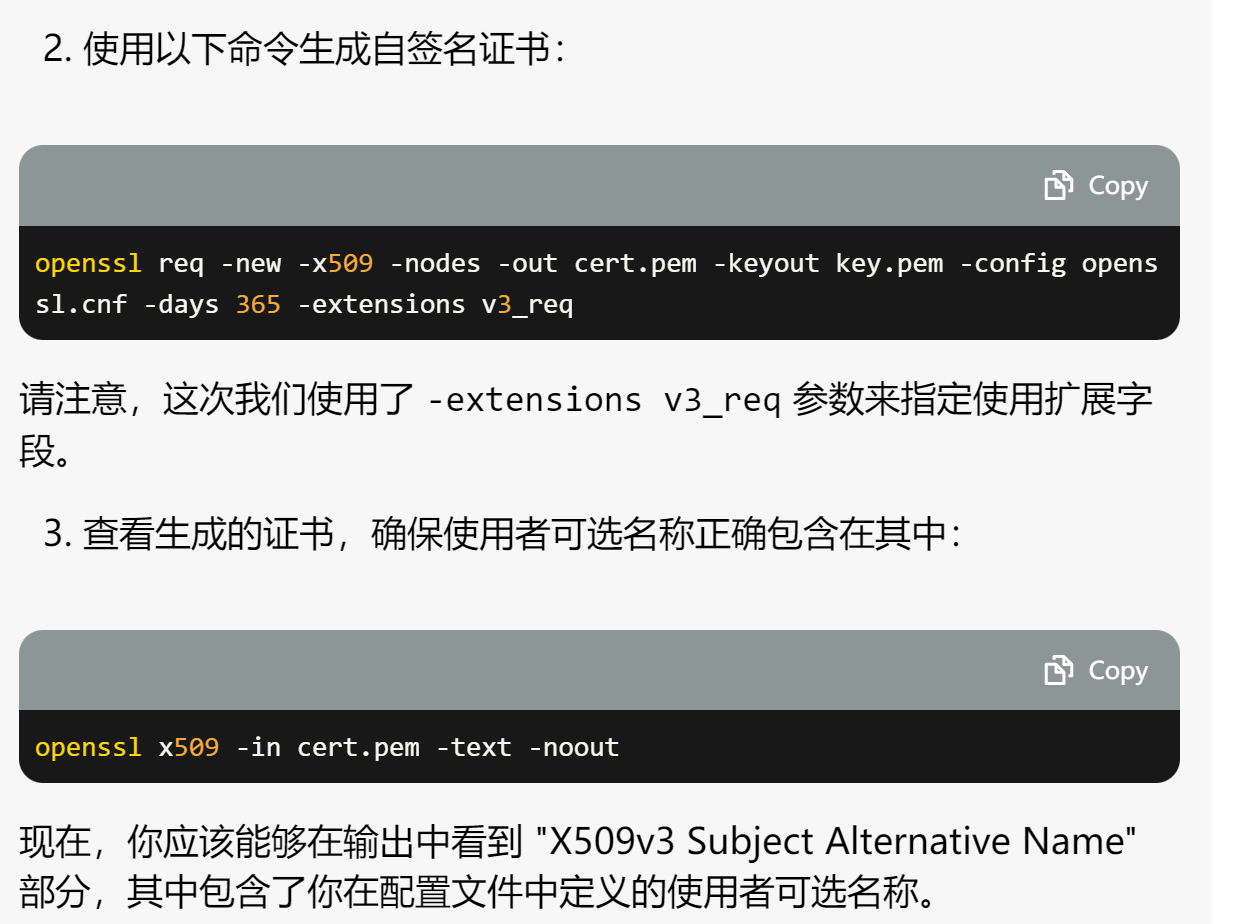 2. 使用以下命令生成自签名证书：
Copy
openssl req -new -x509 -nodes -out cert.pem -keyout key.pem -config opens
sl.cnf -days 365 -extensions v3_req
请注意，这次我们使用了 -extensions v3_req 参数来指定使用扩展字
段。
3. 查看生成的证书，确保使用者可选名称正确包含在其中：
Copy
openssl x509 -in cert.pem -text -noout
现在，你应该能够在输出中看到 "X509v3 Subject Alternative Name"
部分，其中包含了你在配置文件中定义的使用者可选名称。